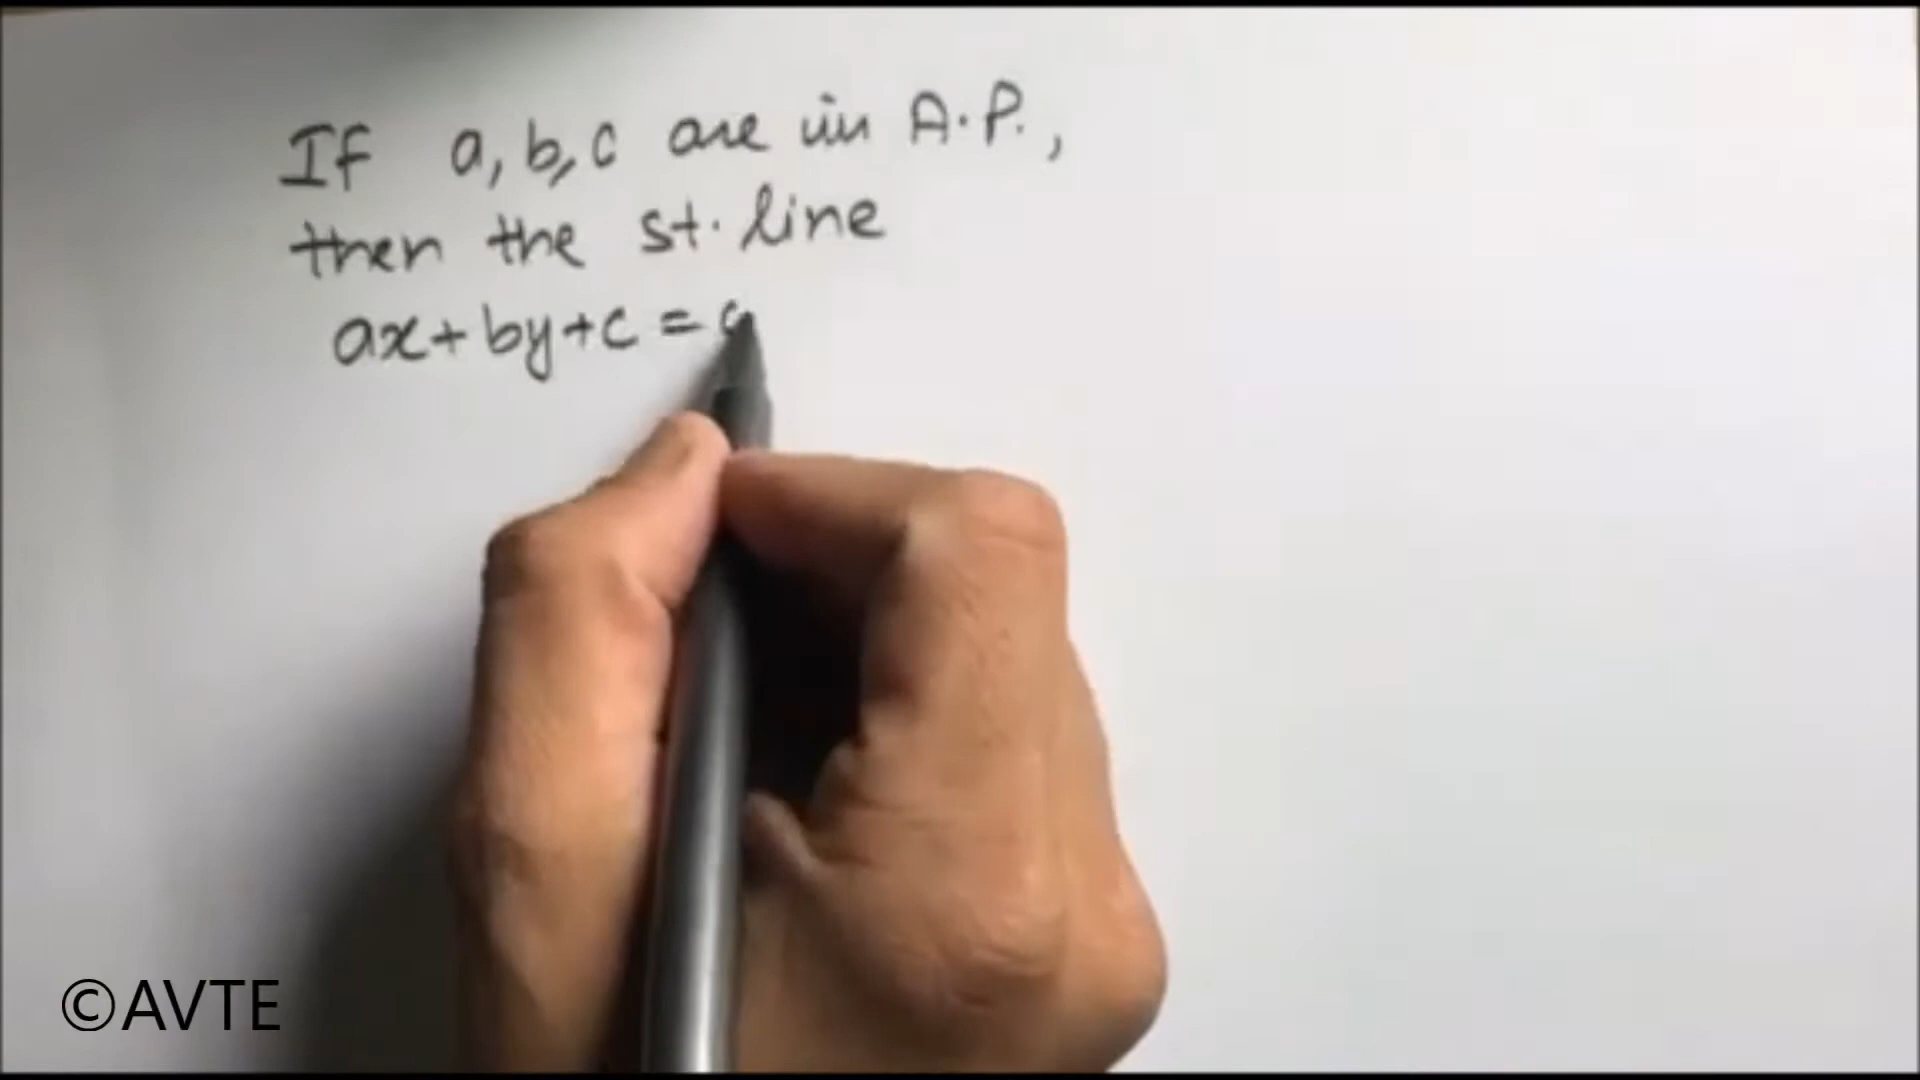 If a, b, c are in A.P.,
then the st. line
ax + by + c =
©AVTE